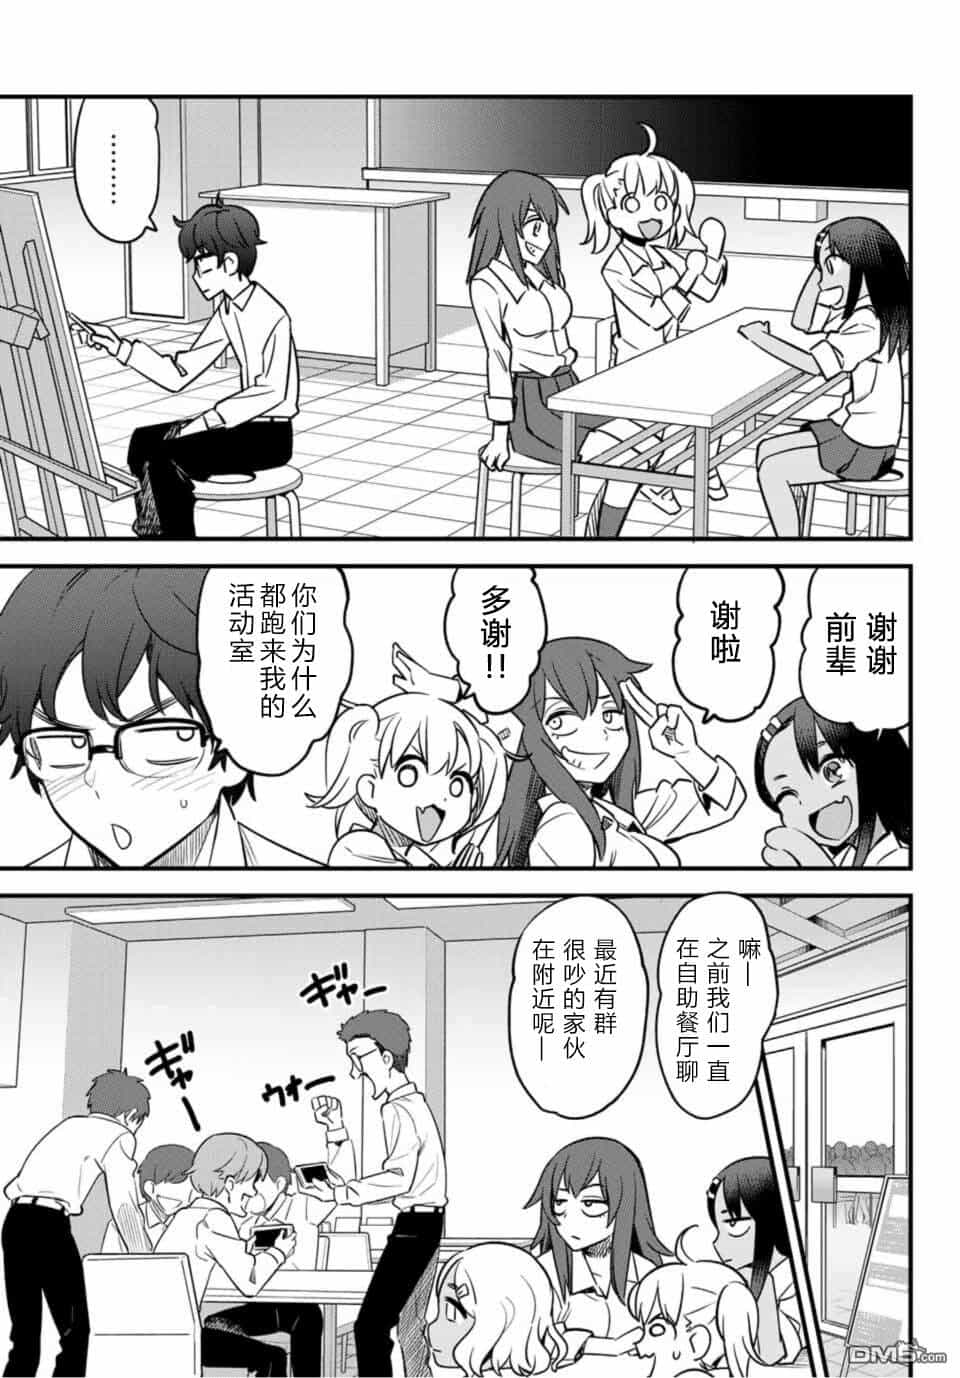 ………
谢谢
前辈
谢
啦
多
谢!!
你们为什么
都跑来我的
活动室
嘛ー
之前我们一直
在自助餐厅聊
最近有群
很吵的家伙
在附近呢ー
ギャー
ギャー
ウォー
DM5.com